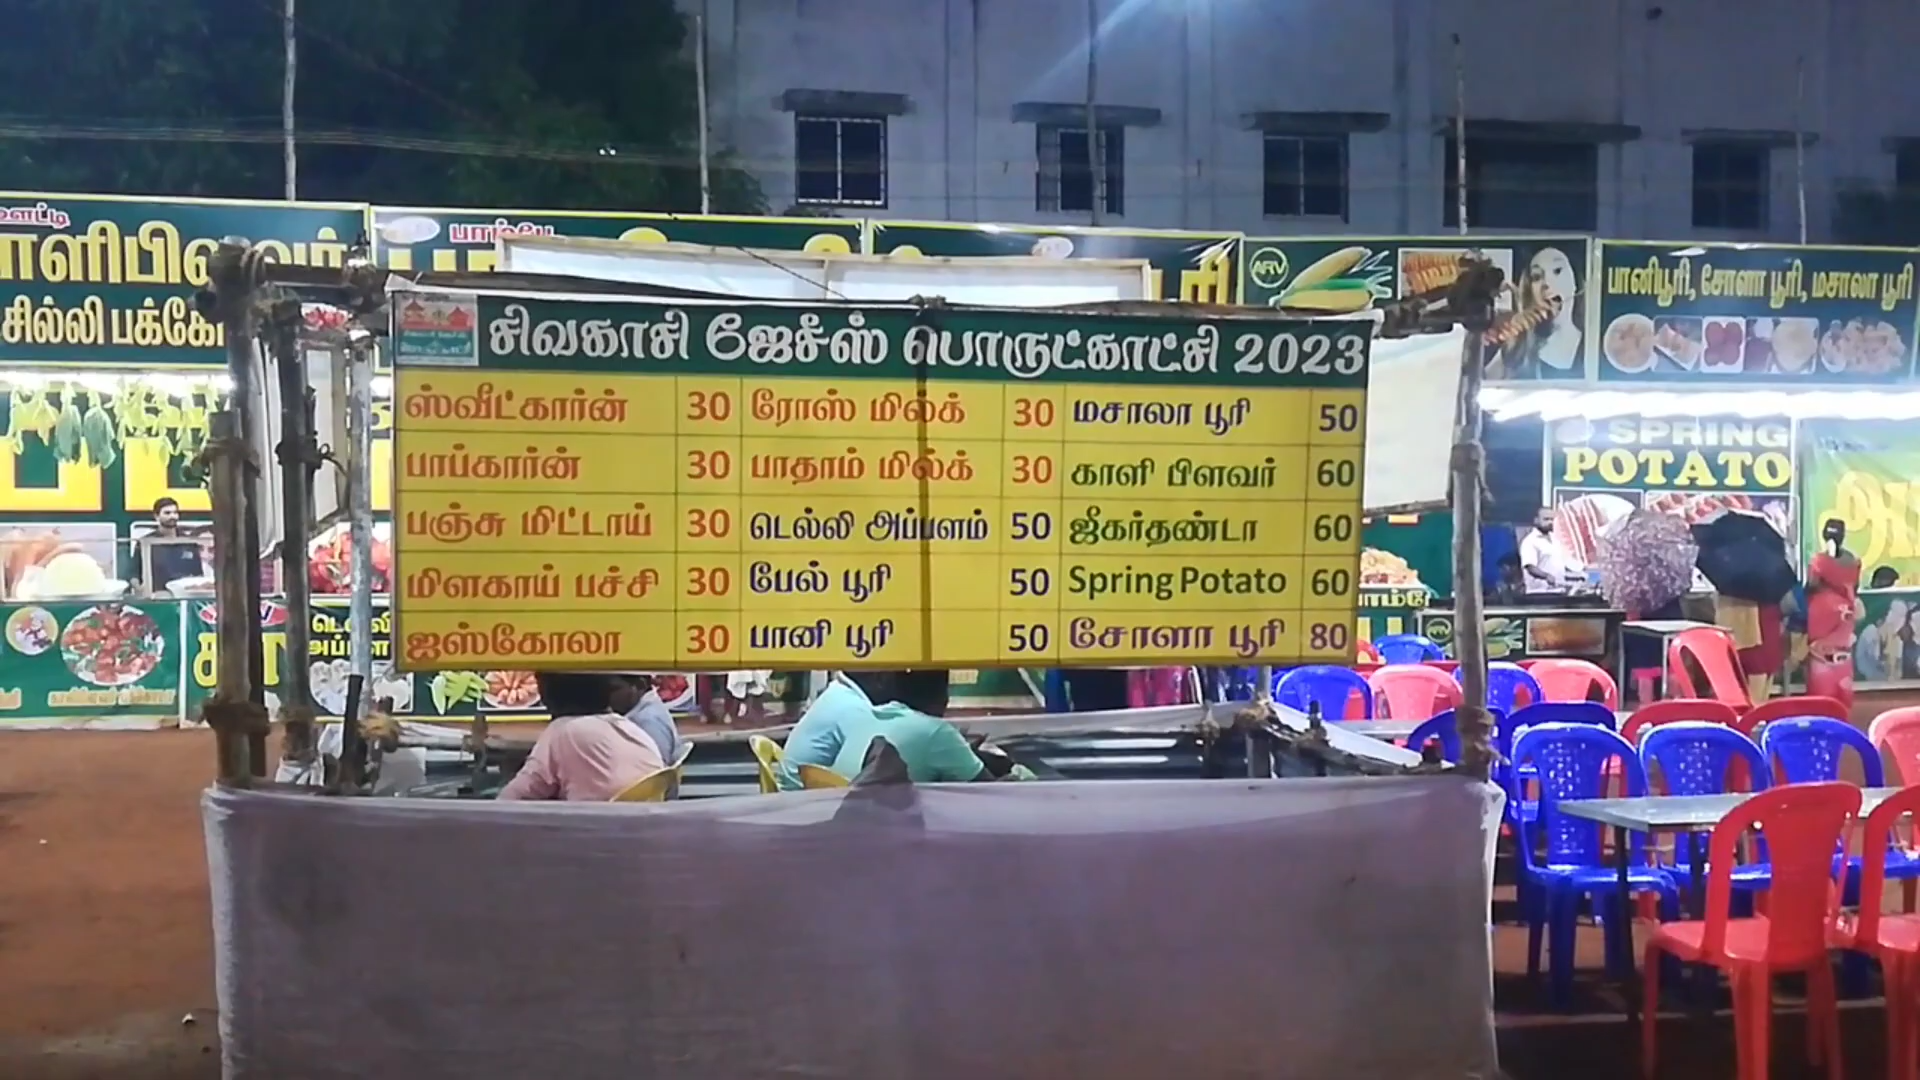 சில்லி
பாம்பே
ARV
பானிபூரி, சோளா பூரி, மசாலா பூரி
சிவகாசி ஜேசீஸ் பொருட்காட்சி 2023
ஸ்வீட்கார்ன் 30 ரோஸ் மில்க் 30 மசாலா பூரி 50
பாப்கார்ன் 30 பாதாம் மில்க் 30 காளி பிளவர் 60
பஞ்சு மிட்டாய் 30 டெல்லி அப்பளம் 50 ஜீகர்தண்டா 60
மிளகாய் பச்சி 30 பேல் பூரி 50 Spring Potato 60
ஐஸ்கோலா 30 பானி பூரி 50 சோளா பூரி 80
SPRING
POTATO